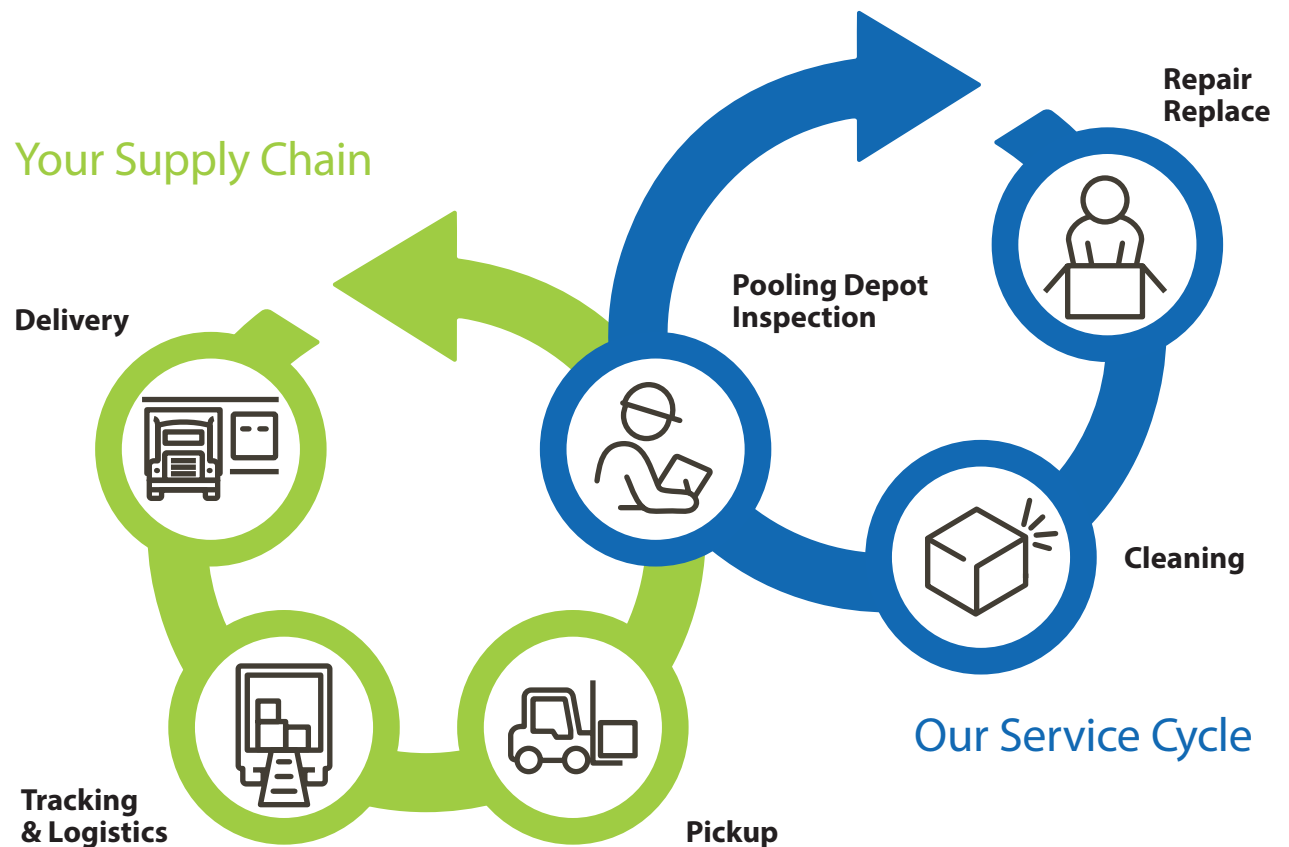 Your Supply Chain
Delivery
Tracking
& Logistics
Pickup
Pooling Depot
Inspection
Repair
Replace
Cleaning
Our Service Cycle